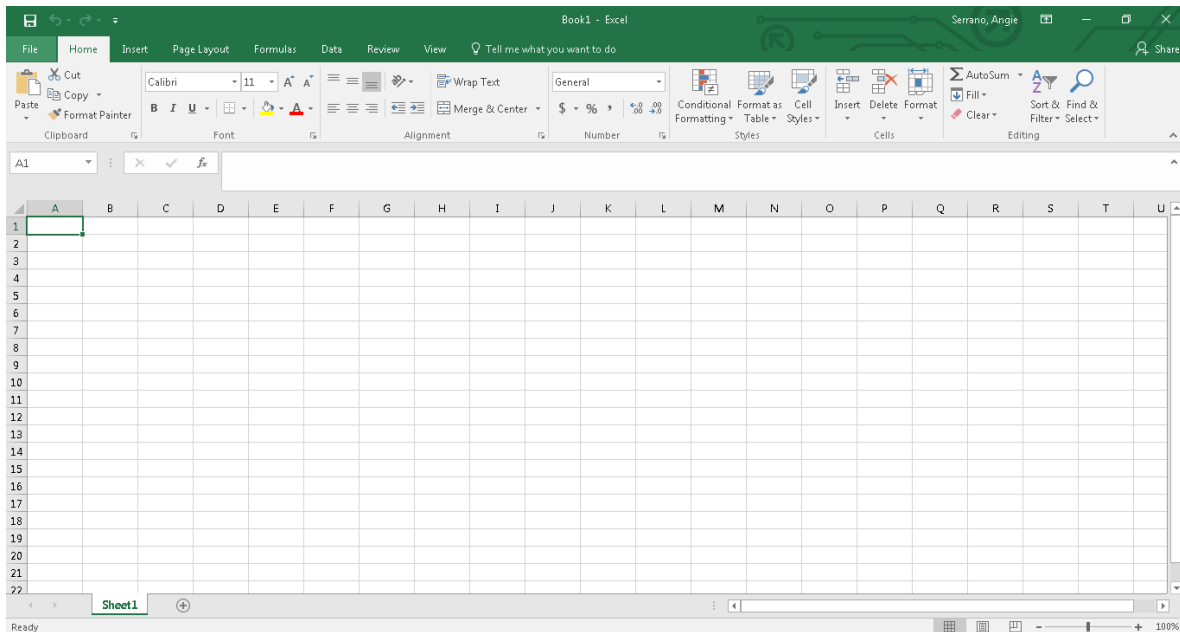 Book1 - Excel
Serrano, Angie
File Home Insert Page Layout Formulas Data Review View Tell me what you want to do Share
Paste
Cut
Copy
Format Painter
Clipboard
Calibri 11 A A
B I U A
Font
Wrap Text
Merge & Center
Alignment
General
$ % , .0 .00 .00 .0
Number
Conditional Formatting
Format as Table
Cell Styles
Styles
Insert Delete Format
Cells
AutoSum
Fill
Clear
Sort & Filter
Find & Select
Editing
A1 fx
A B C D E F G H I J K L M N O P Q R S T U
1
2
3
4
5
6
7
8
9
10
11
12
13
14
15
16
17
18
19
20
21
22
Sheet1
Ready 100%